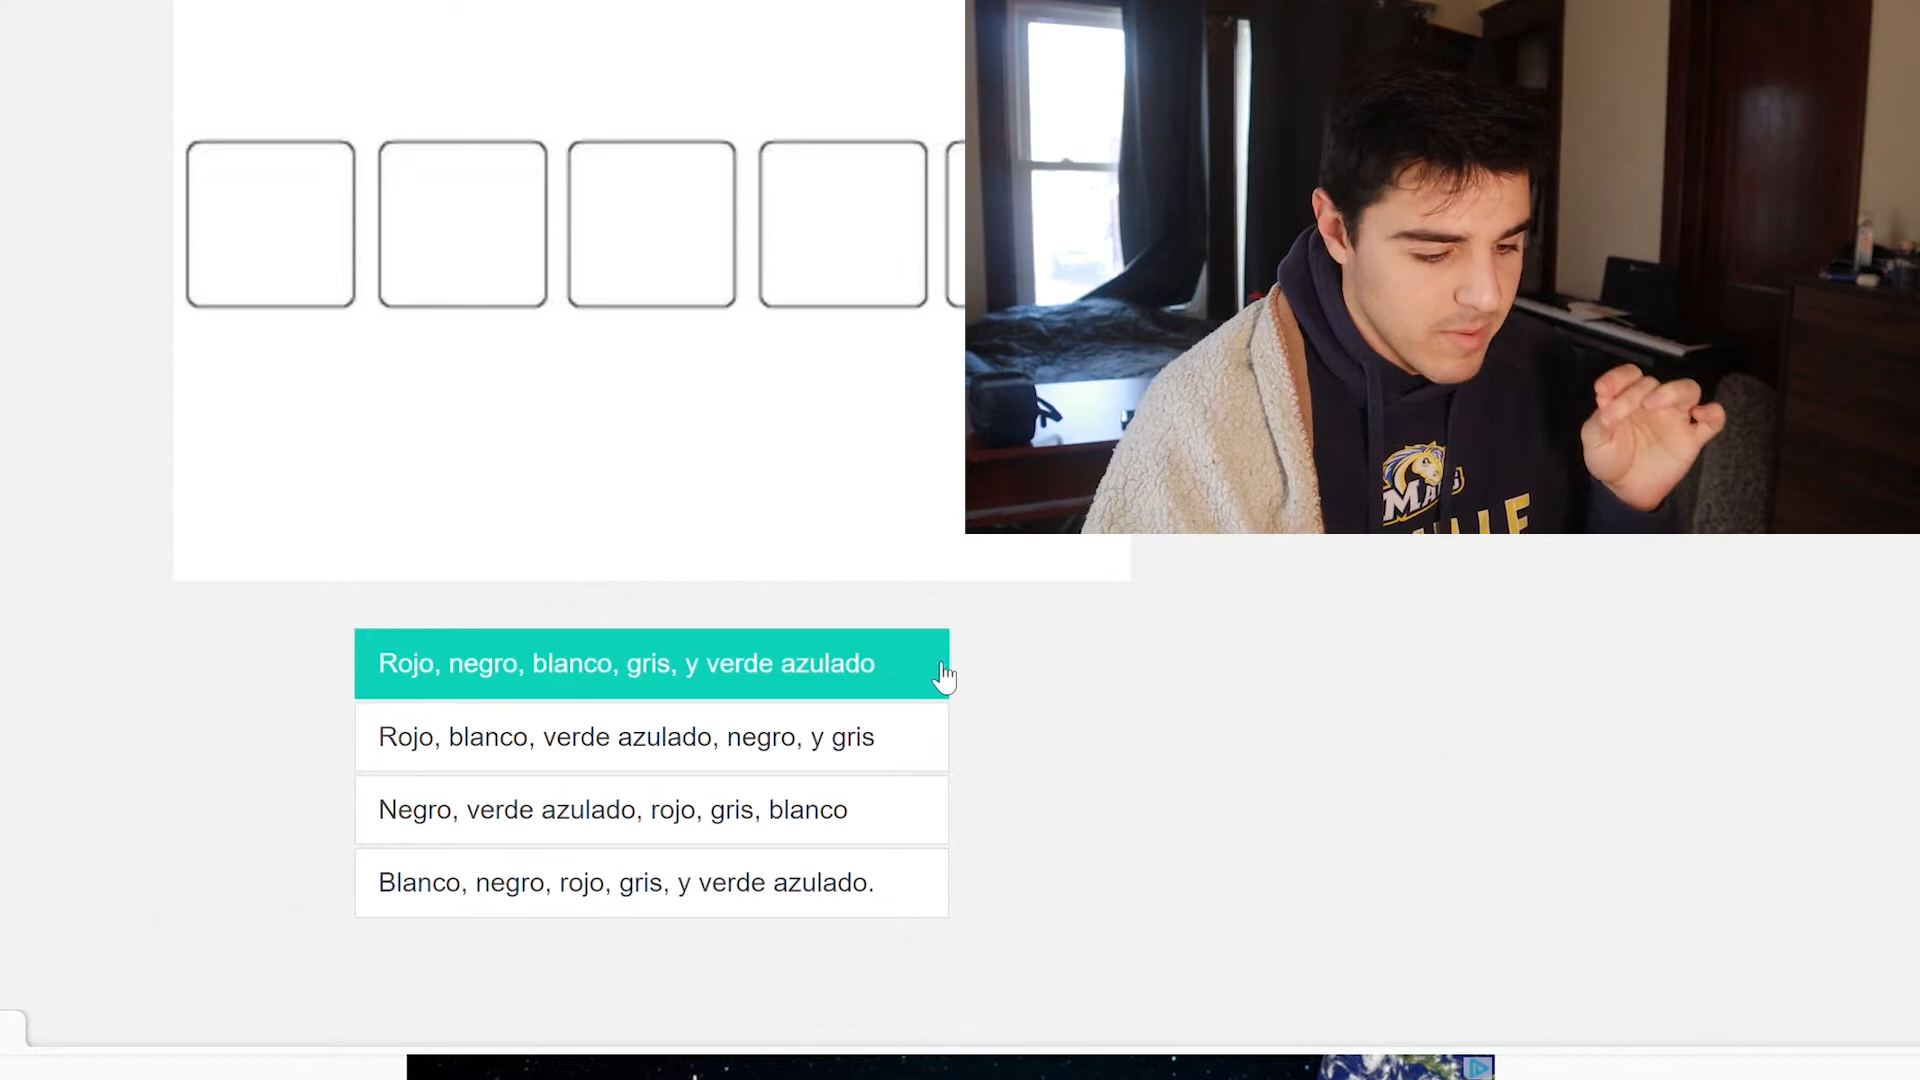 Rojo, negro, blanco, gris, y verde azulado
Rojo, blanco, verde azulado, negro, y gris
Negro, verde azulado, rojo, gris, blanco
Blanco, negro, rojo, gris, y verde azulado.